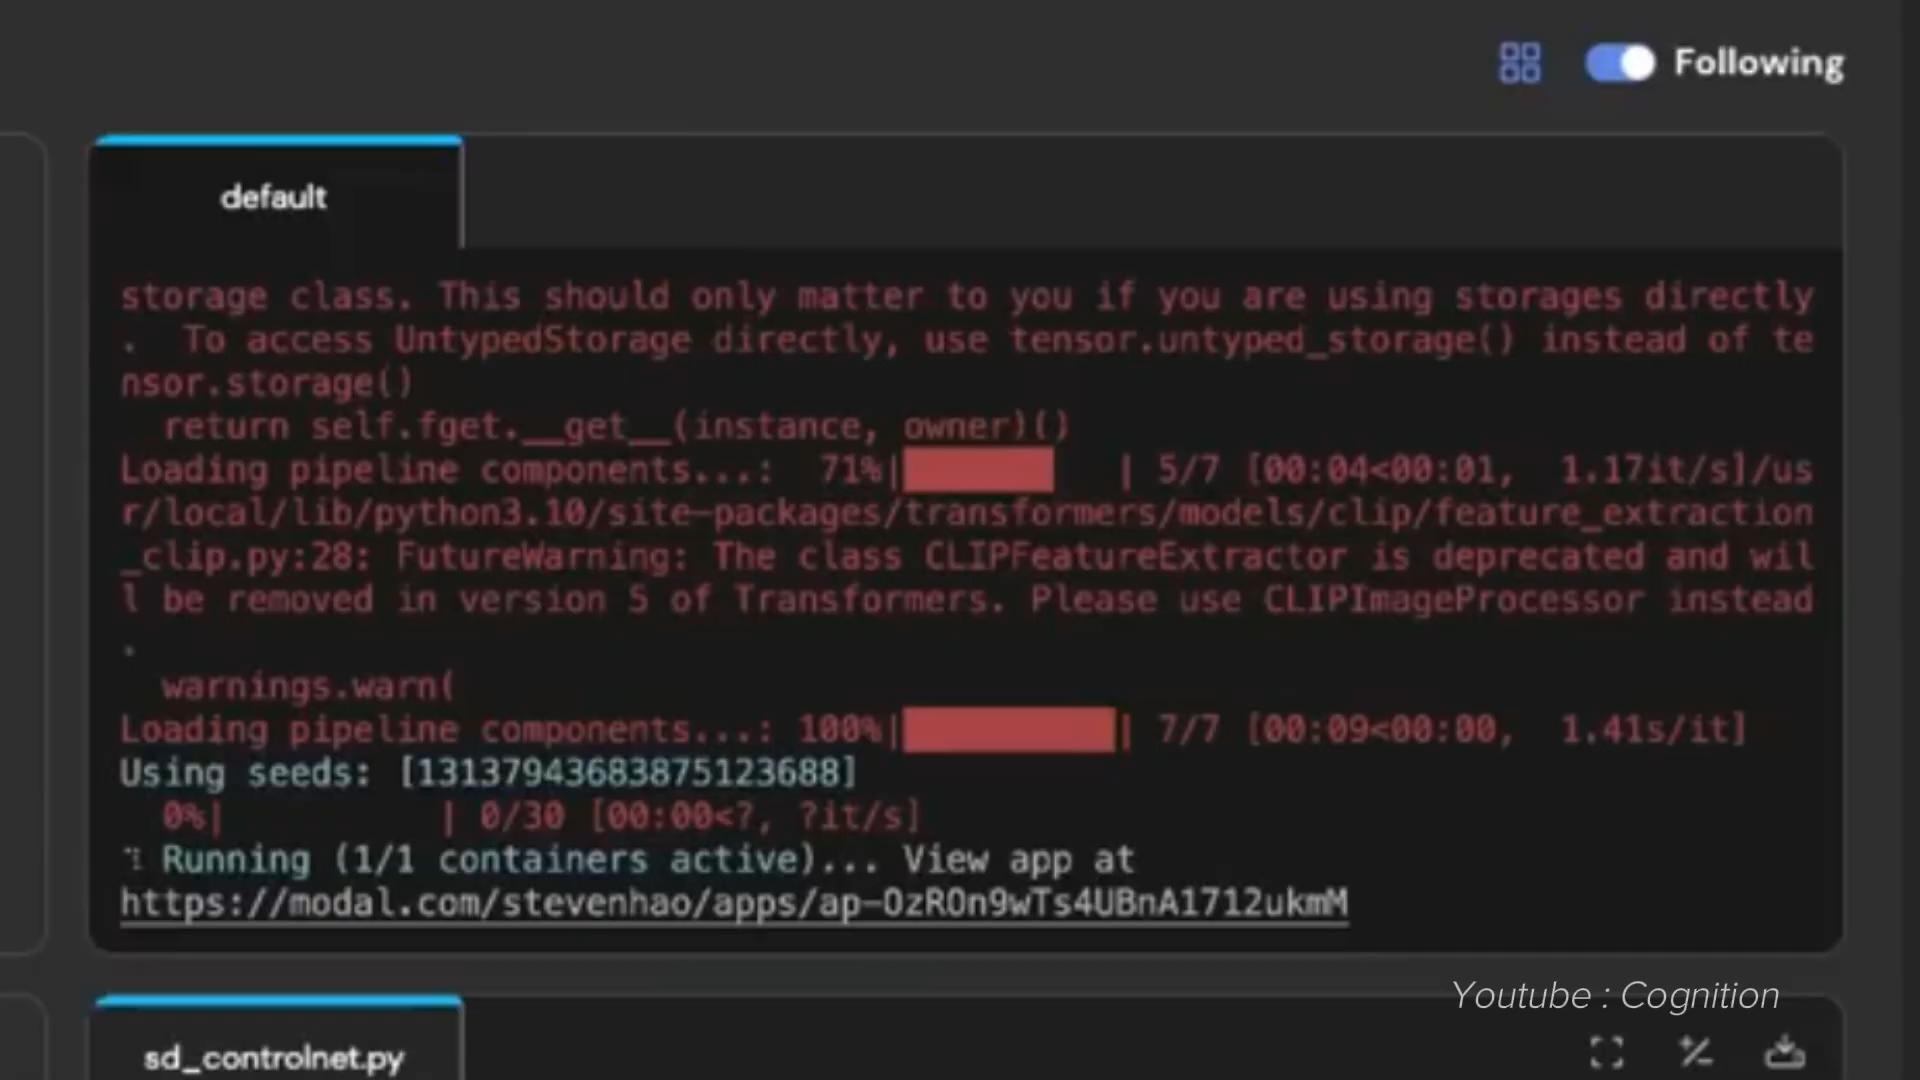 Following
default
storage class. This should only matter to you if you are using storages directly
.  To access UntypedStorage directly, use tensor.untyped_storage() instead of te
nsor.storage()
  return self.fget.__get__(instance, owner)()
Loading pipeline components...:  71%|       | 5/7 [00:04<00:01,  1.17it/s]/us
r/local/lib/python3.10/site-packages/transformers/models/clip/feature_extraction
_clip.py:28: FutureWarning: The class CLIPFeatureExtractor is deprecated and wil
l be removed in version 5 of Transformers. Please use CLIPImageProcessor instead
.
  warnings.warn(
Loading pipeline components...: 100%|       | 7/7 [00:09<00:00,  1.41s/it]
Using seeds: [13137943683875123688]
  0%|          | 0/30 [00:00<?, ?it/s]
Running (1/1 containers active)... View app at
https://modal.com/stevenhao/apps/ap-OzROn9wTs4UBnA1712ukmM
Youtube : Cognition
sd_controlnet.py